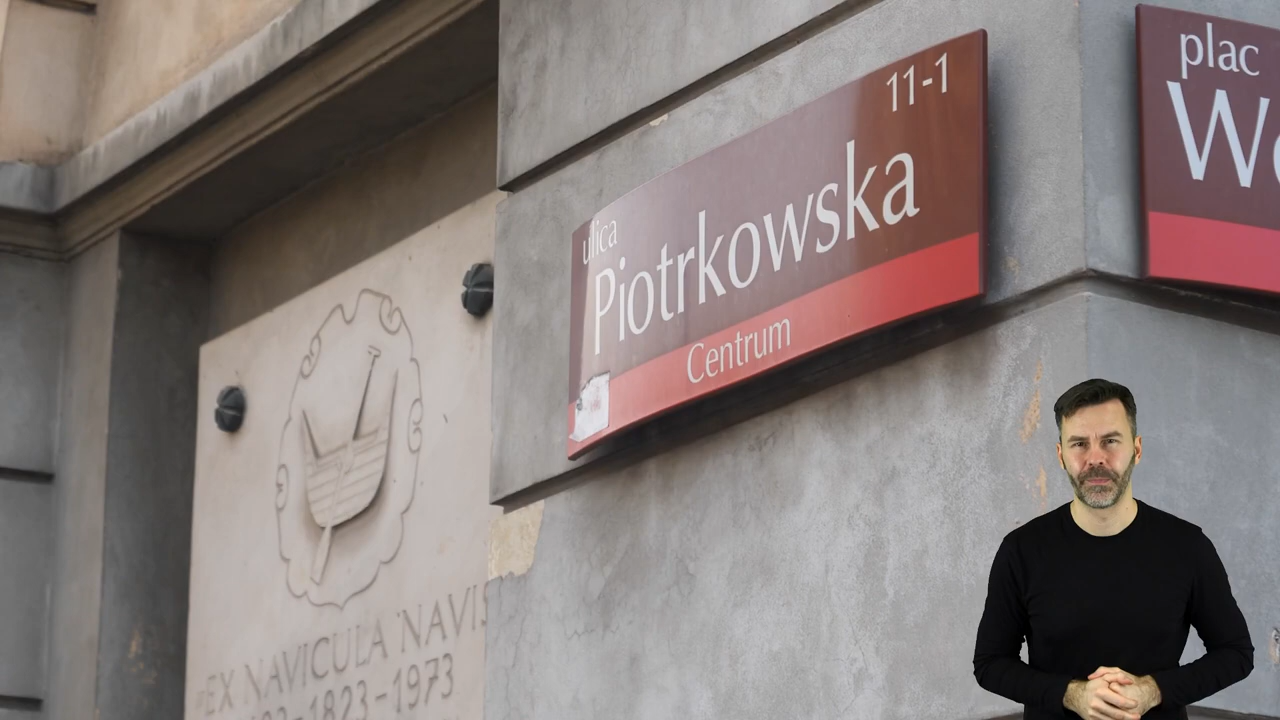 EX NAVICULA NAVIS
1823-1973
ulica
11-1
Piotrkowska
Centrum
plac